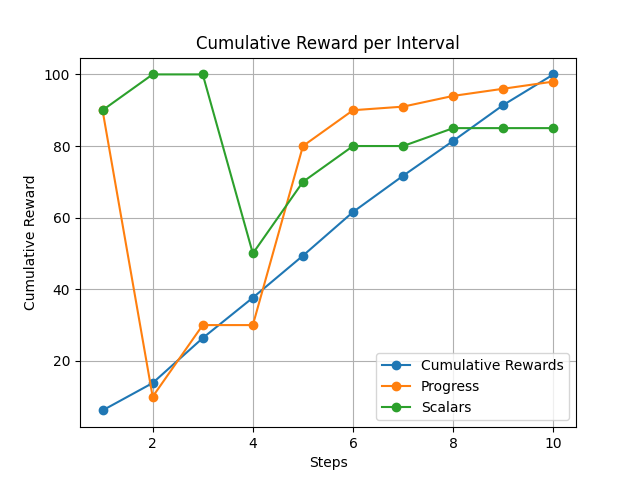 Cumulative Reward per Interval
100
80
60
40
20
Cumulative Reward
2
4
6
8
10
Steps
Cumulative Rewards
Progress
Scalars